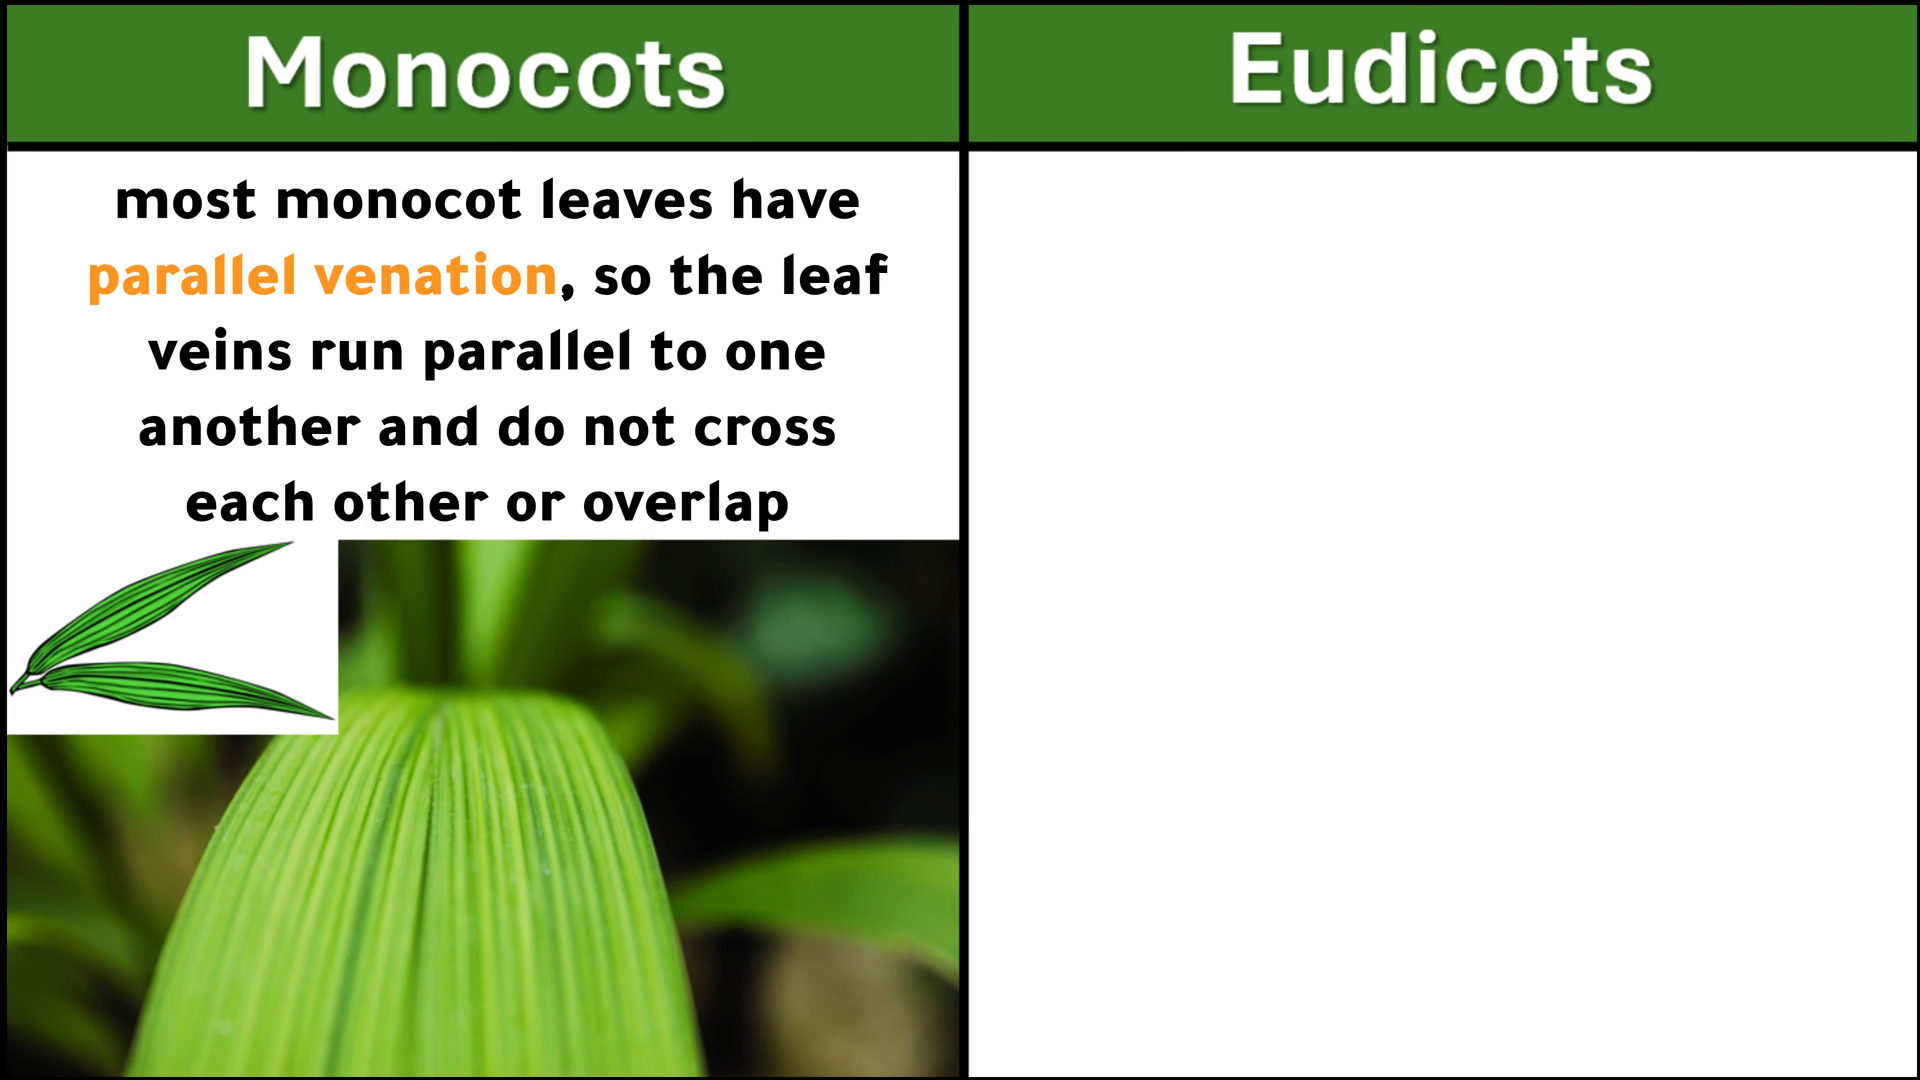 Monocots
Eudicots
most monocot leaves have
parallel venation, so the leaf
veins run parallel to one
another and do not cross
each other or overlap